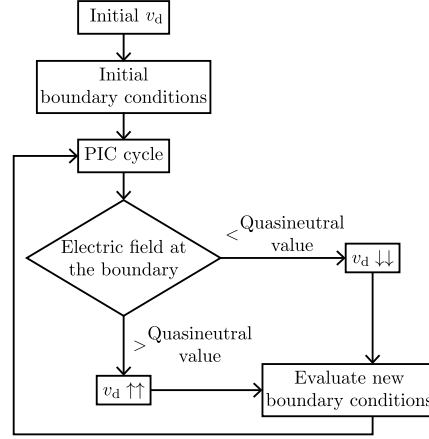 Initial v_d
Initial
boundary conditions
PIC cycle
Electric field at
the boundary
< Quasineutral
value
v_d ↓↓
> Quasineutral
value
v_d ↑↑
Evaluate new
boundary conditions